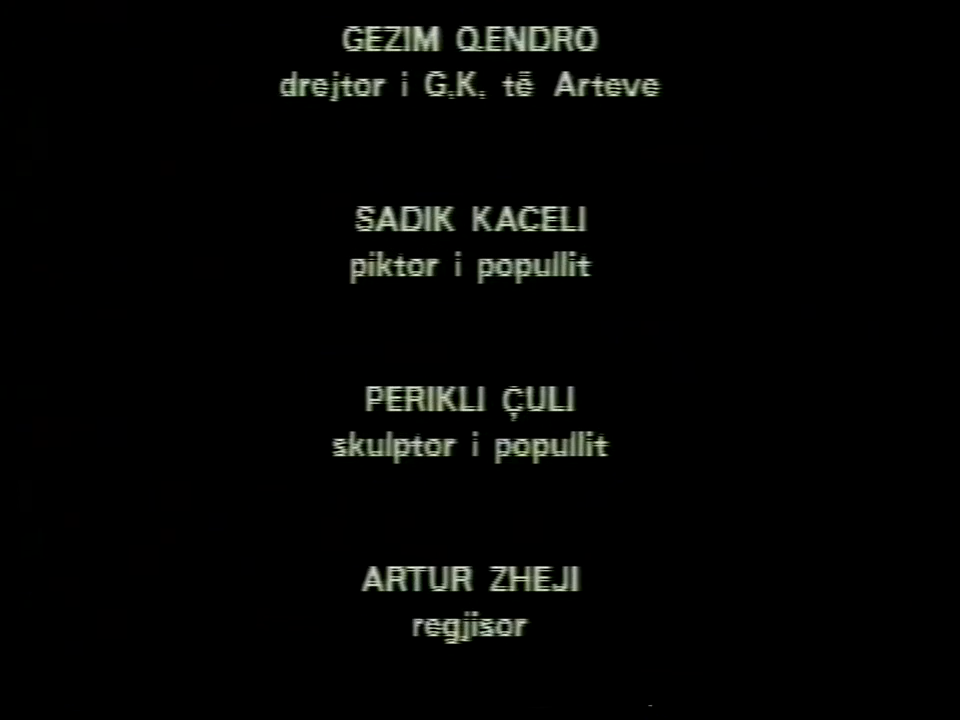 GEZIM QENDRO
drejtor i G.K. të Arteve
SADIK KACELI
piktor i popullit
PERIKLI ÇULI
skulptor i popullit
ARTUR ZHEJI
regjisor